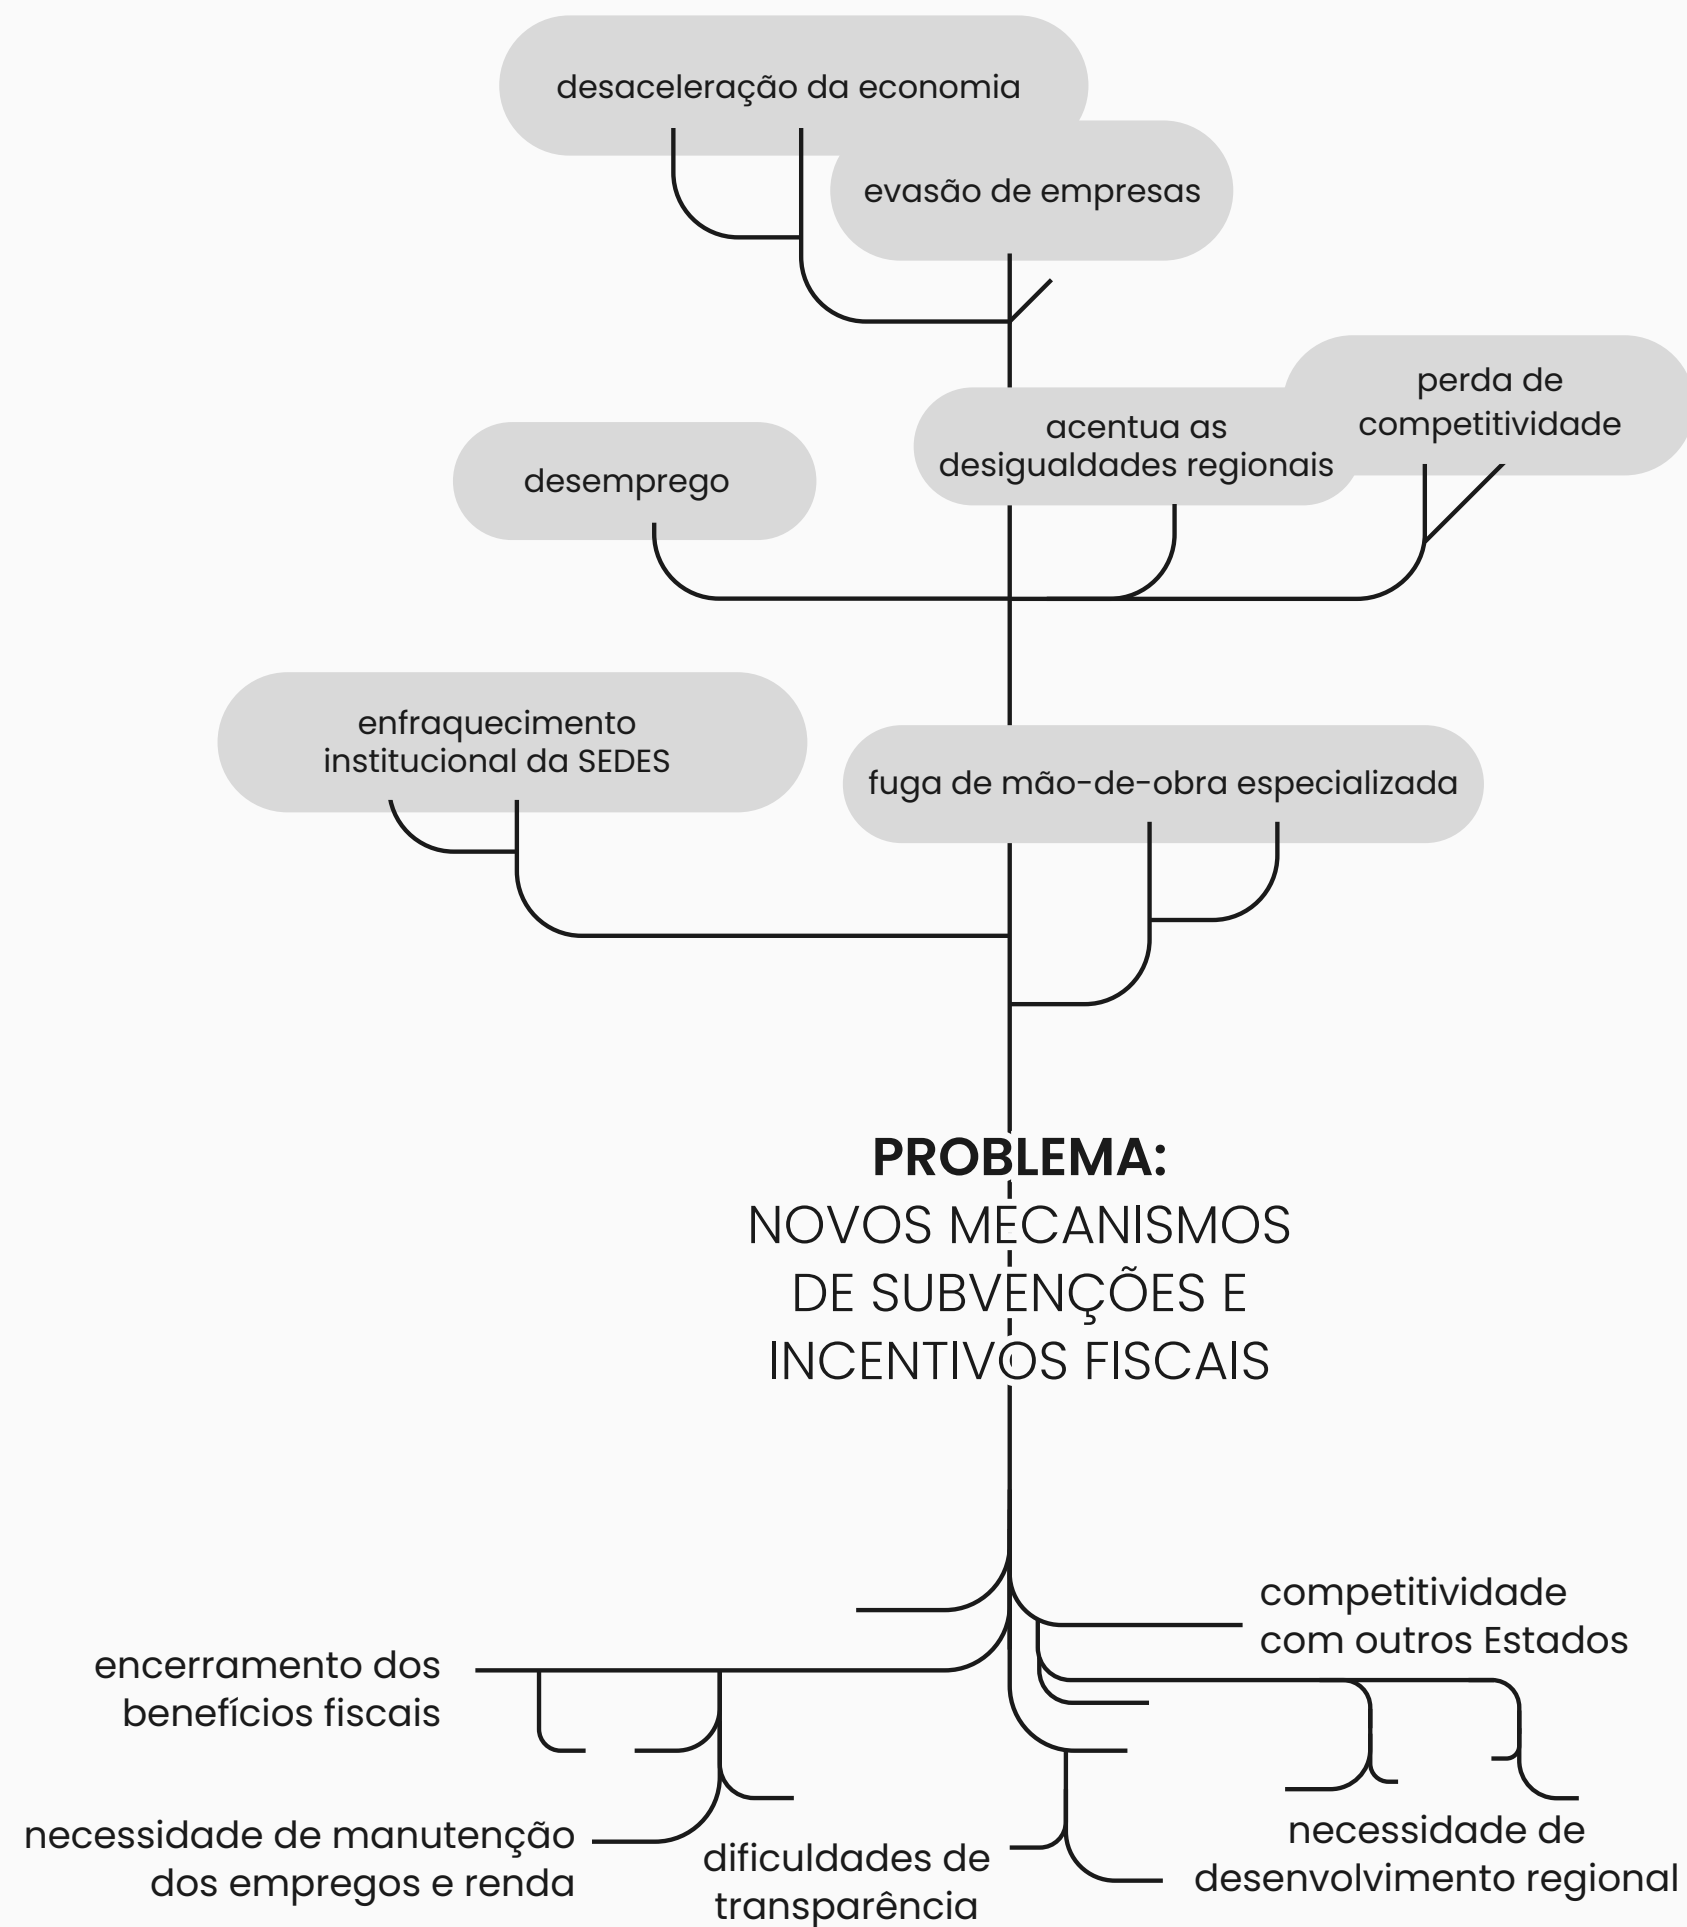 desaceleração da economia
evasão de empresas
perda de
competitividade
acentua as
desigualdades regionais
desemprego
enfraquecimento
institucional da SEDES
fuga de mão-de-obra especializada
PROBLEMA:
NOVOS MECANISMOS
DE SUBVENÇÕES E
INCENTIVOS FISCAIS
competitividade
com outros Estados
encerramento dos
benefícios fiscais
necessidade de manutenção
dos empregos e renda
dificuldades de
transparência
necessidade de
desenvolvimento regional